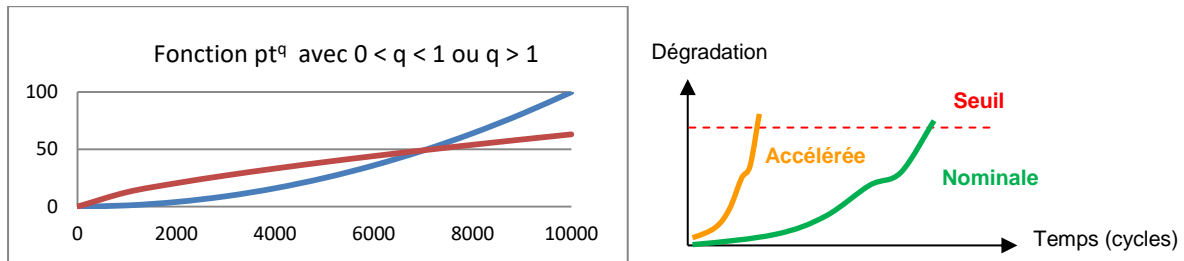 Fonction ptq avec 0 < q < 1 ou q > 1
100
50
0
0
2000
4000
6000
8000
10000
Dégradation
Seuil
Accélérée
Nominale
Temps (cycles)